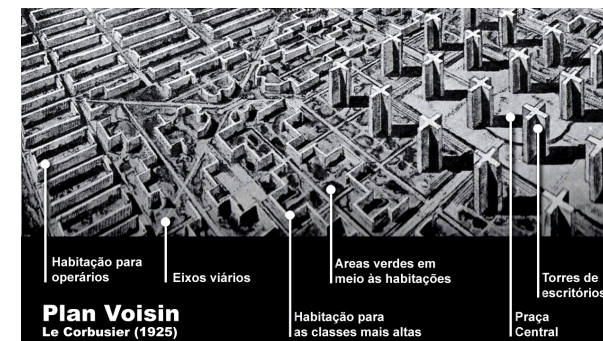 Habitação para
operários
Eixos viários
Areas verdes em
meio às habitações
Torres de
escritórios
Plan Voisin
Le Corbusier (1925)
Habitação para
as classes mais altas
Praça
Central